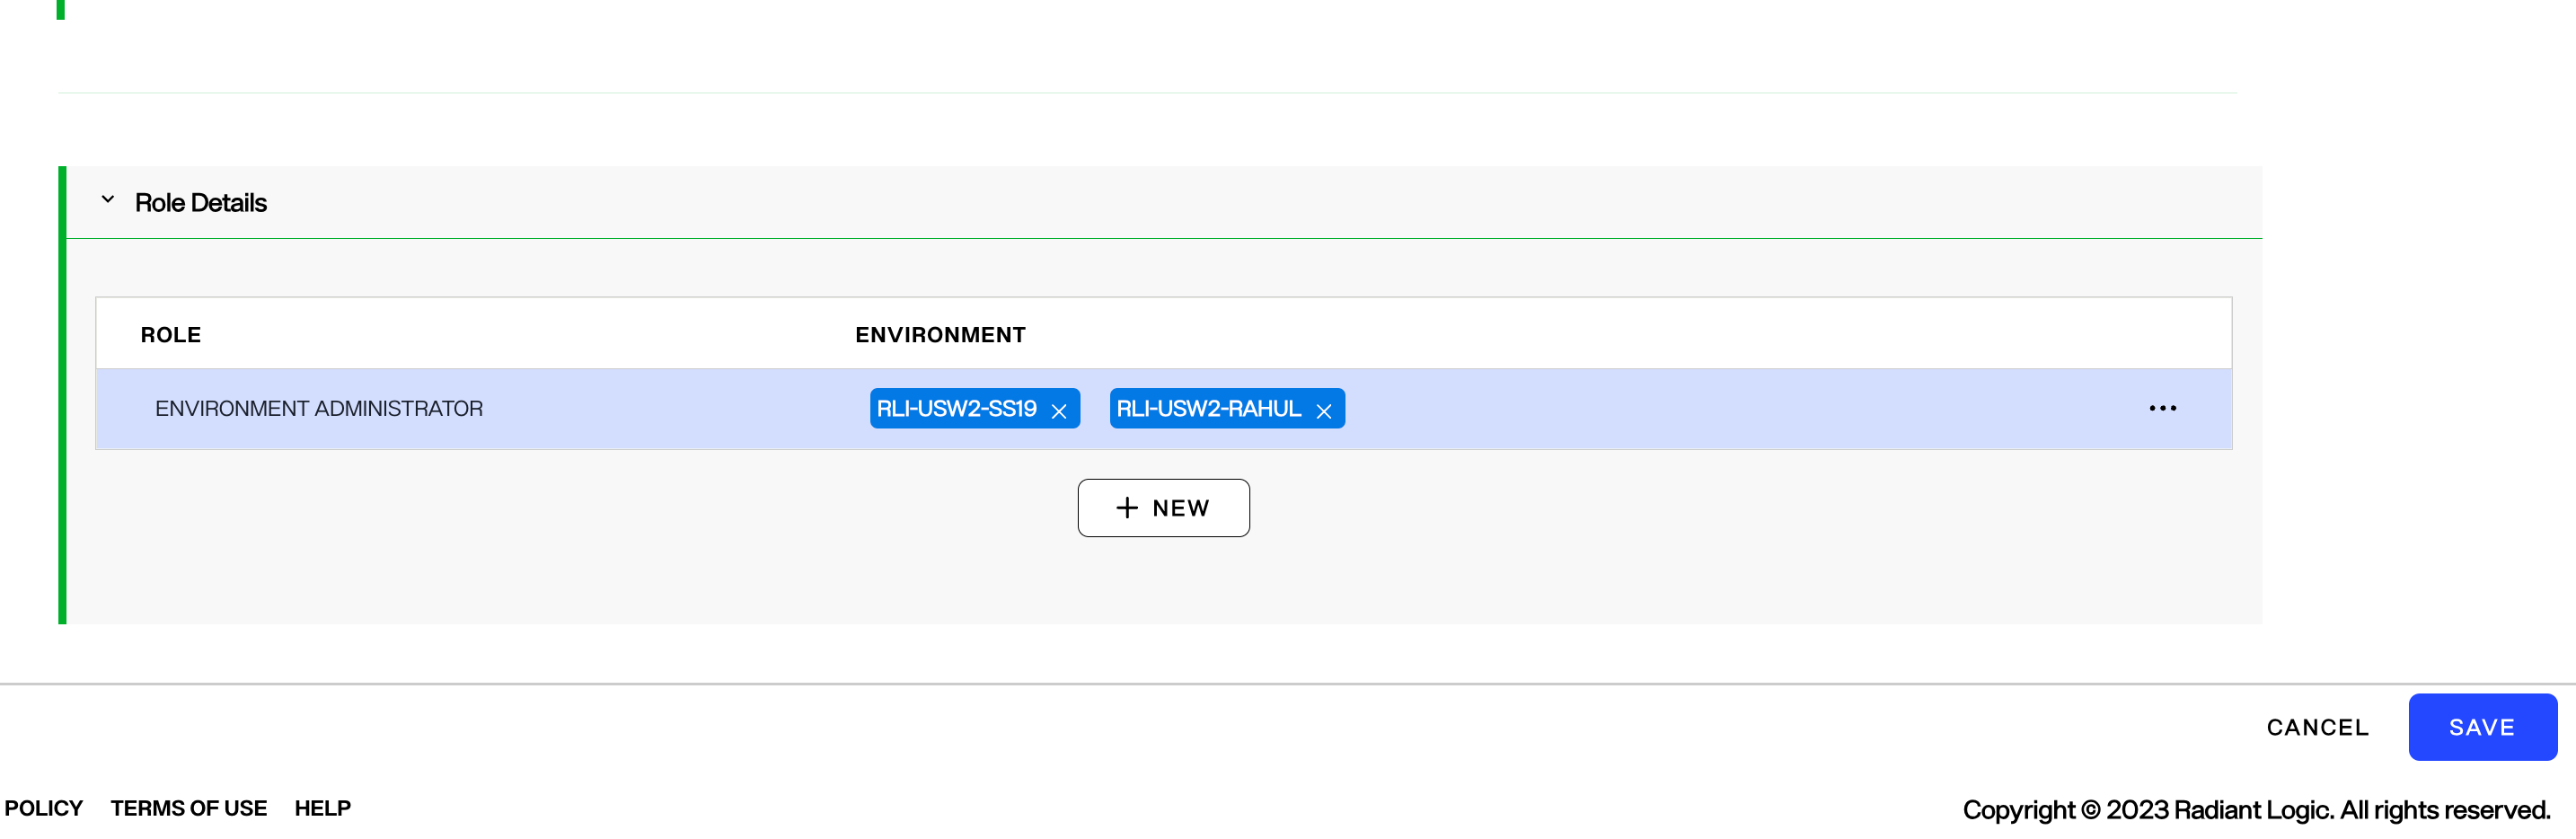 Role Details
ROLE ENVIRONMENT
ENVIRONMENT ADMINISTRATOR RLI-USW2-SS19 RLI-USW2-RAHUL
NEW
CANCEL SAVE
POLICY TERMS OF USE HELP Copyright © 2023 Radiant Logic. All rights reserved.